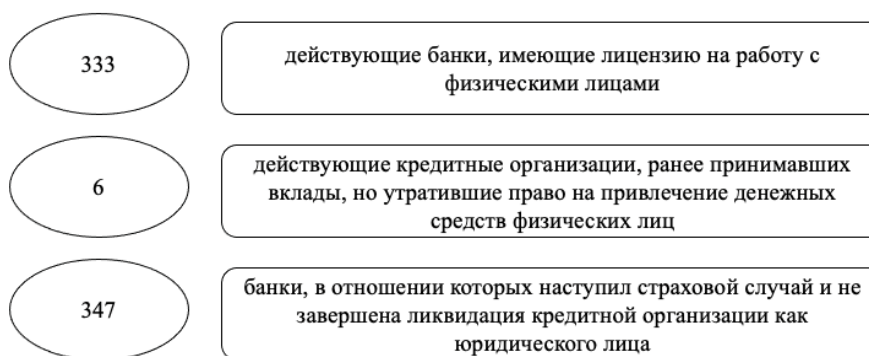 333
действующие банки, имеющие лицензию на работу с
физическими лицами
6
действующие кредитные организации, ранее принимавших
вклады, но утратившие право на привлечение денежных
средств физических лиц
347
банки, в отношении которых наступил страховой случай и не
завершена ликвидация кредитной организации как
юридического лица